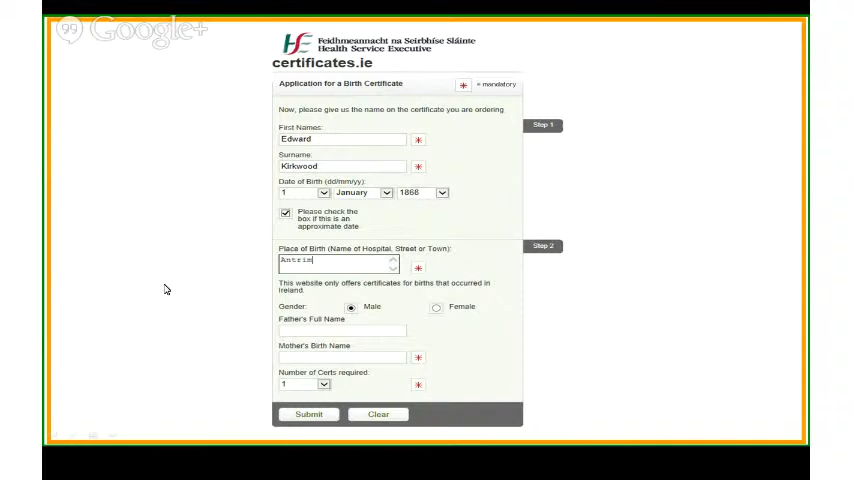 Google+
Feidhmeannacht na Seirbhíse Sláinte
Health Service Executive
certificates.ie
Application for a Birth Certificate
* = mandatory
Now, please give us the name on the certificate you are ordering
Step 1
First Names:
Edward *
Surname:
Kirkwood *
Date of Birth (dd/mm/yy):
1 January 1868
Please check the
box if this is an
approximate date
Step 2
Place of Birth (Name of Hospital, Street or Town):
Antrim *
This website only offers certificates for births that occurred in
Ireland.
Gender: Male Female
Father's Full Name
Mother's Birth Name
*
Number of Certs required:
1 *
Submit Clear